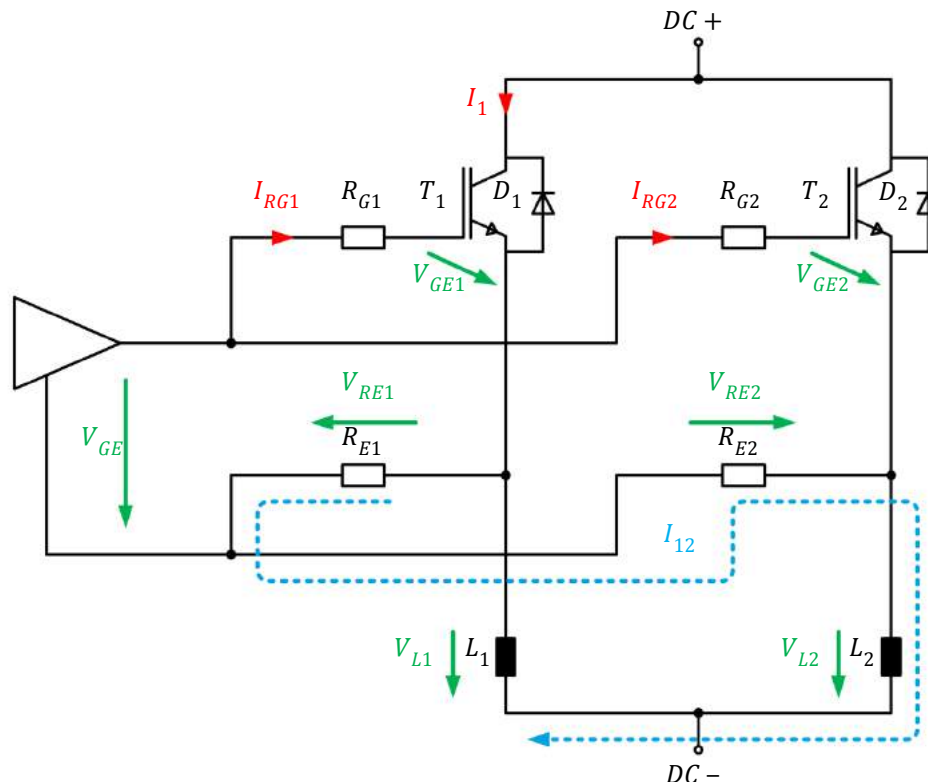 DC +
I1
IRG1
RG1
T1
D1
IRG2
RG2
T2
D2
VGE1
VGE2
VGE
VRE1
VRE2
RE1
RE2
I12
VL1
L1
VL2
L2
DC −